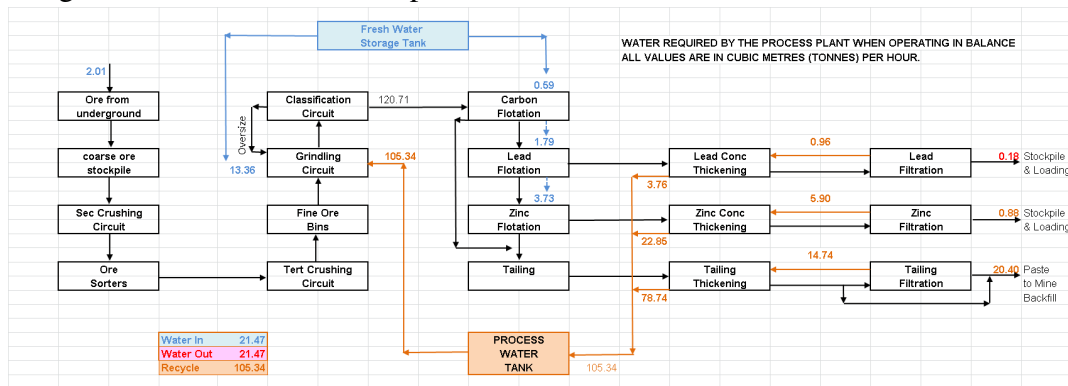 Fresh Water
Storage Tank
WATER REQUIRED BY THE PROCESS PLANT WHEN OPERATING IN BALANCE
ALL VALUES ARE IN CUBIC METRES (TONNES) PER HOUR.
2.01
0.59
Ore from
underground
Classification
Circuit
120.71
Carbon
Flotation
Oversize
1.79
coarse ore
stockpile
13.36
Grindling
Circuit
105.34
Lead
Flotation
Lead Conc
Thickening
0.96
Lead
Filtration
0.18
Stockpile
& Loading
3.73
3.76
Sec Crushing
Circuit
Fine Ore
Bins
Zinc
Flotation
Zinc Conc
Thickening
5.90
Zinc
Filtration
0.88
Stockpile
& Loading
22.85
Ore
Sorters
Tert Crushing
Circuit
Tailing
Tailing
Thickening
14.74
Tailing
Filtration
20.40
Paste
to Mine
Backfill
78.74
Water In 21.47
Water Out 21.47
Recycle 105.34
PROCESS
WATER
TANK
105.34